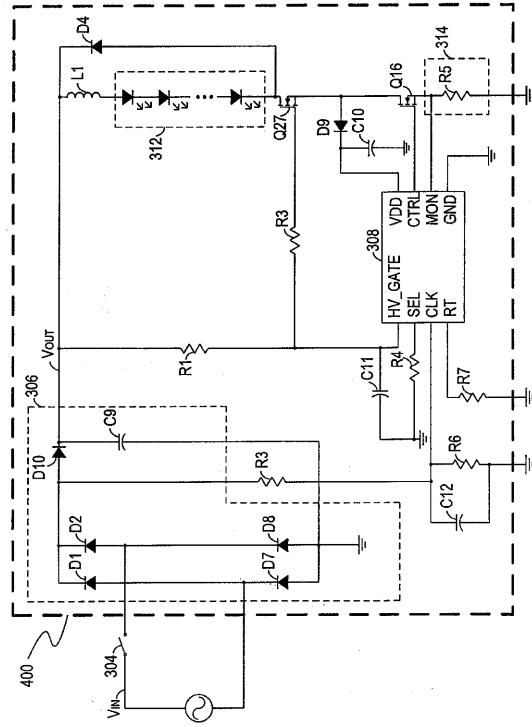 400
VIN
304
D1
D2
D7
D8
D10
306
C9
R3
C12
R6
VOUT
R1
C11
R4
R7
R3
308
HV_GATE
SEL
CLK
RT
VDD
CTRL
MON
GND
L1
D4
312
Q27
D9
C10
Q16
314
R5